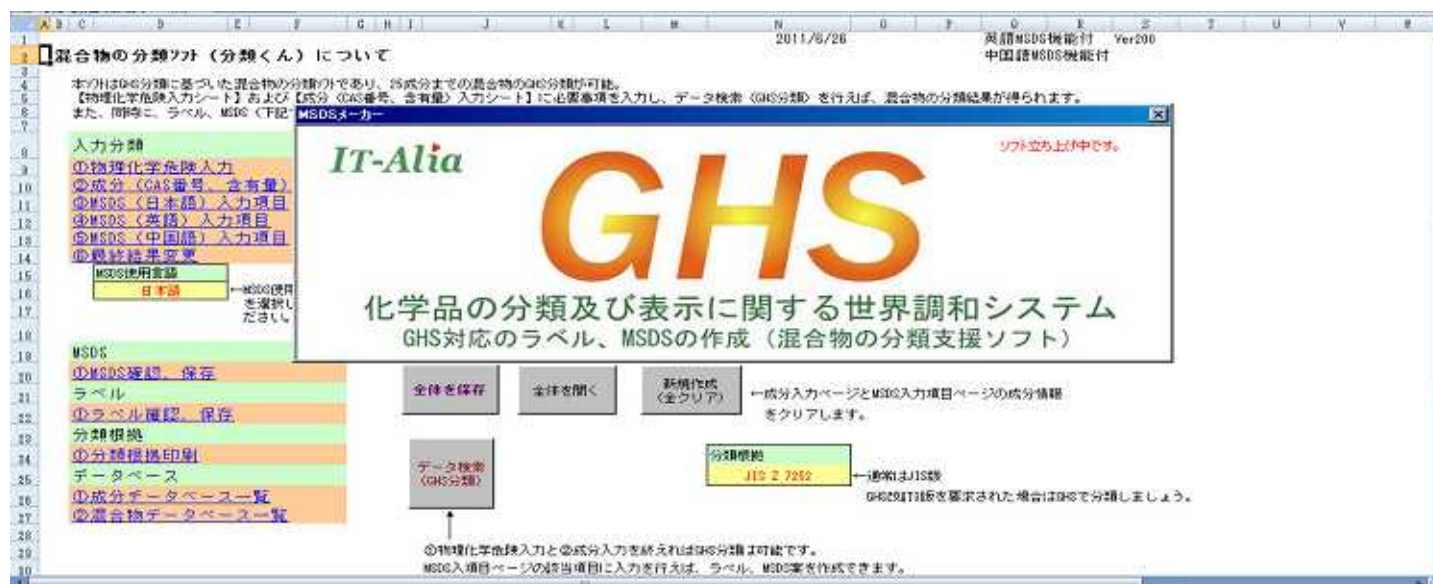 A B C D E F G H I J K L M N O P Q R S T U V W
2011/6/26
英語MSDS機能付 Ver200
混合物の分類ソフト（分類くん）について
中国語MSDS機能付
本ソフトはGHS分類に基づいた混合物の分類ソフトであり、25成分までの混合物のGHS分類が可能。
【物理化学危険入力シート】および【成分（CAS番号、含有量）入力シート】に必要事項を入力し、データ検索（GHS分類）を行えば、混合物の分類結果が得られます。
また、同時に、ラベル、MSDS（下記
MSDSメーカー
IT-Alia
ソフト立ち上げ中です。
GHS
化学品の分類及び表示に関する世界調和システム
GHS対応のラベル、MSDSの作成（混合物の分類支援ソフト）
入力分類
①物理化学危険入力
②成分（CAS番号、含有量）
③MSDS（日本語）入力項目
④MSDS（英語）入力項目
⑤MSDS（中国語）入力項目
⑥最終結果変更
MSDS使用言語
日本語
←MSDS使用
を選択し
ださい。
MSDS
①MSDS確認、保存
ラベル
①ラベル確認、保存
分類根拠
①分類根拠印刷
データベース
①成分データベース一覧
②混合物データベース一覧
全体を保存
全体を開く
新規作成
（全クリア）
←成分入力ページとMSDS入力項目ページの成分情報
をクリアします。
データ検索
（GHS分類）
分類根拠
JIS Z 7252
←通常はJIS版
GHS改訂版を要求された場合はGHSで分類しましょう。
①物理化学危険入力と②成分入力を終えればGHS分類は可能です。
MSDS入項目ページの該当項目に入力を行えば、ラベル、MSDS案を作成できます。